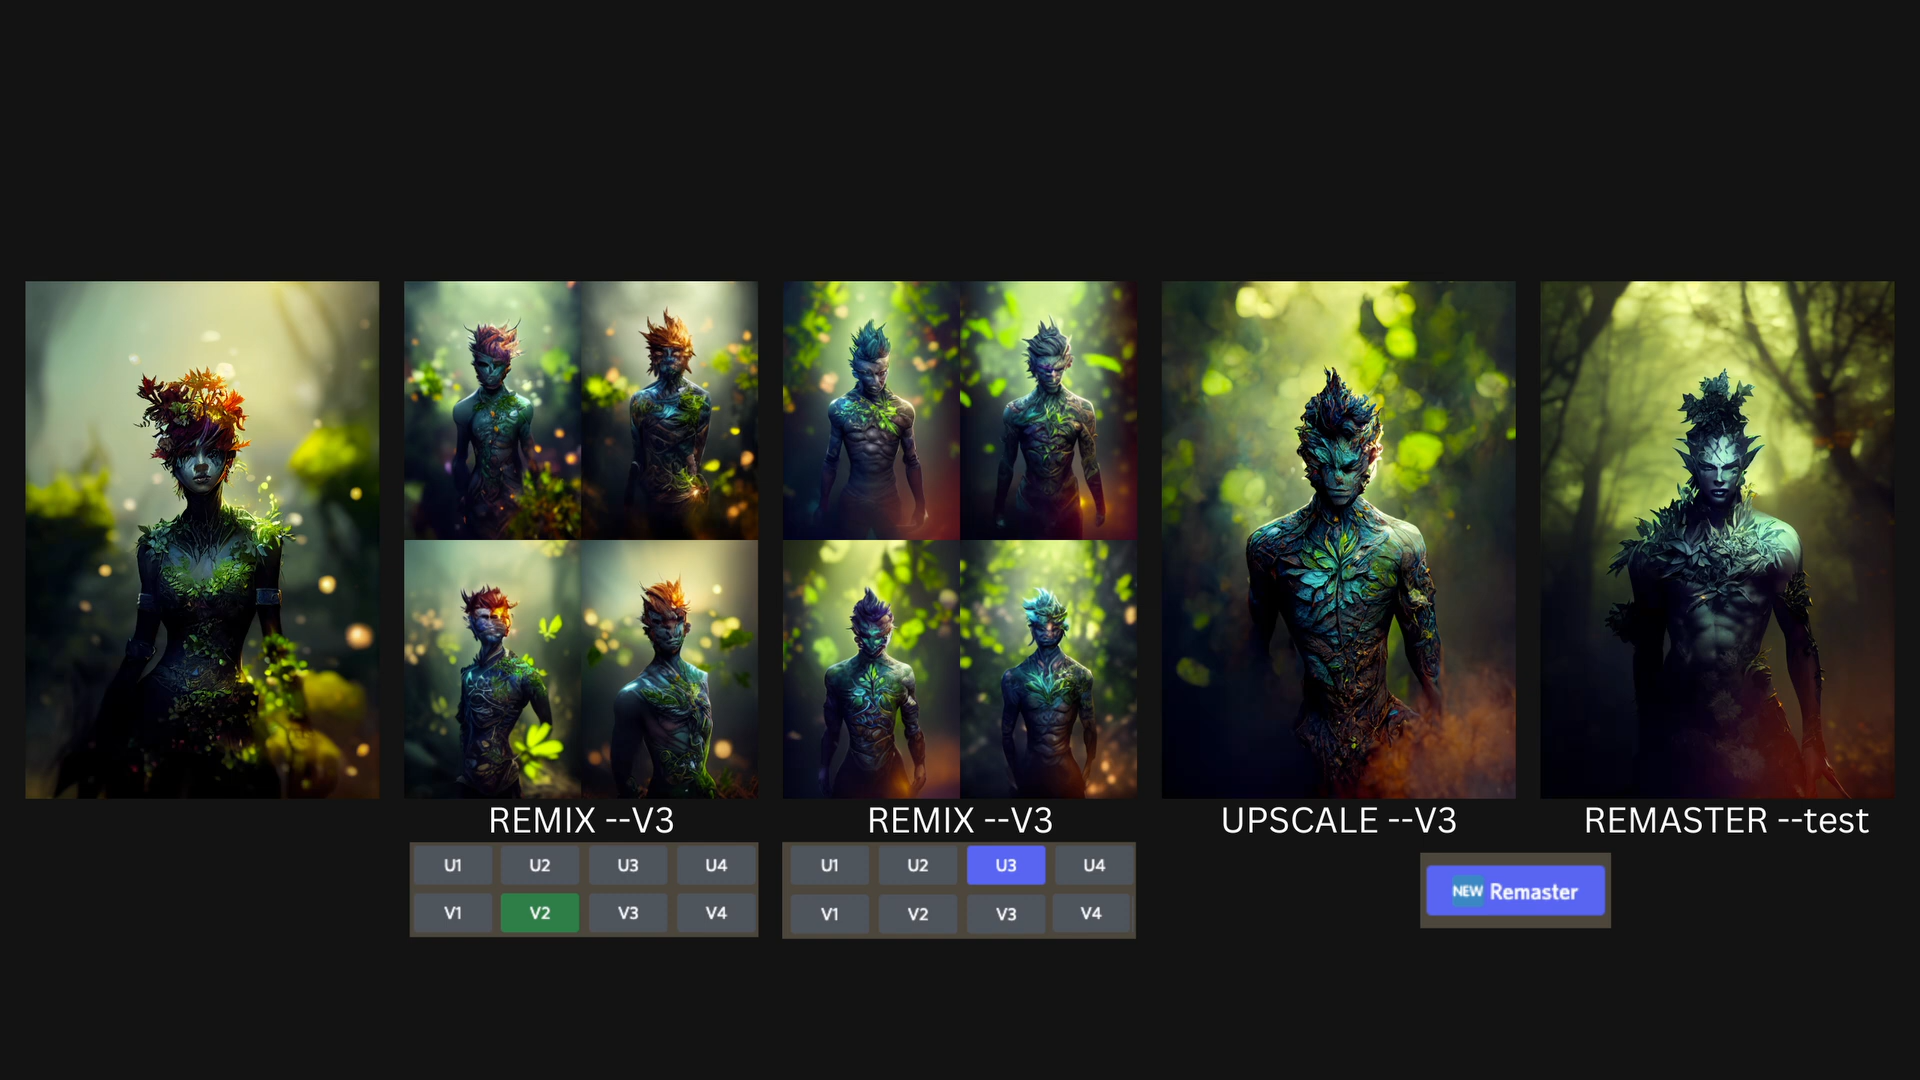 REMIX --V3
U1 U2 U3 U4
V1 V2 V3 V4
REMIX --V3
U1 U2 U3 U4
V1 V2 V3 V4
UPSCALE --V3
REMASTER --test
NEW Remaster